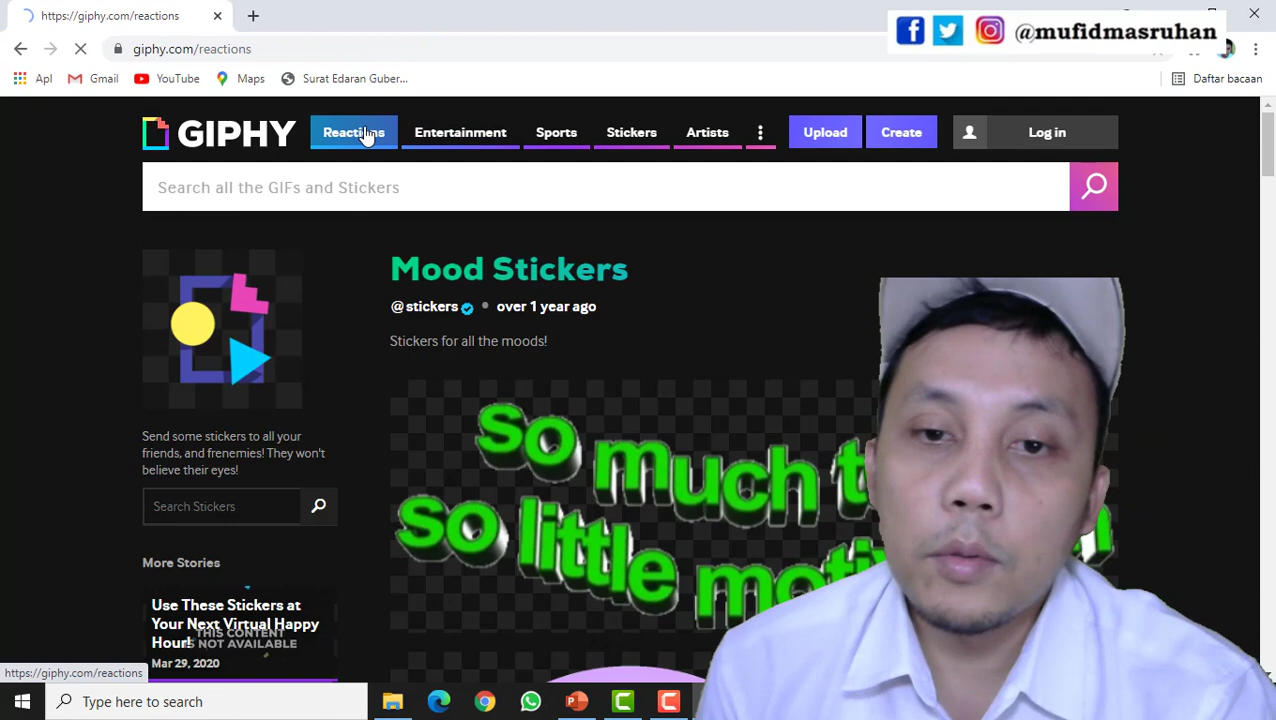 https://giphy.com/reactions
@mufidmasruhan
giphy.com/reactions
Apl
Gmail
YouTube
Maps
Surat Edaran Guber...
Daftar bacaan
GIPHY
Reactions
Entertainment
Sports
Stickers
Artists
Upload
Create
Log in
Search all the GIFs and Stickers
Mood Stickers
@stickers
over 1 year ago
Stickers for all the moods!
so much
so little
Send some stickers to all your
friends, and frenemies! They won't
believe their eyes!
Search Stickers
More Stories
Use These Stickers at
Your Next Virtual Happy
Hour!
THIS CONTENT
IS NOT AVAILABLE
Mar 29, 2020
https://giphy.com/reactions
Type here to search